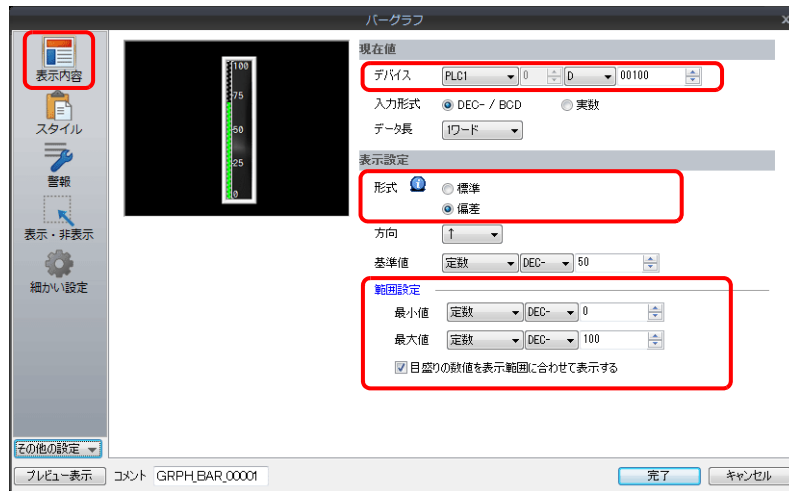 バーグラフ
x
表示内容
スタイル
警報
表示・非表示
細かい設定
その他の設定
100
75
50
25
0
現在値
デバイス PLC1 0 D 00100
入力形式 DEC- / BCD 実数
データ長 1ワード
表示設定
形式 標準
偏差
方向 ↑
基準値 定数 DEC- 50
範囲設定
最小値 定数 DEC- 0
最大値 定数 DEC- 100
目盛りの数値を表示範囲に合わせて表示する
プレビュー表示 コメント GRPH_BAR_00001 完了 キャンセル